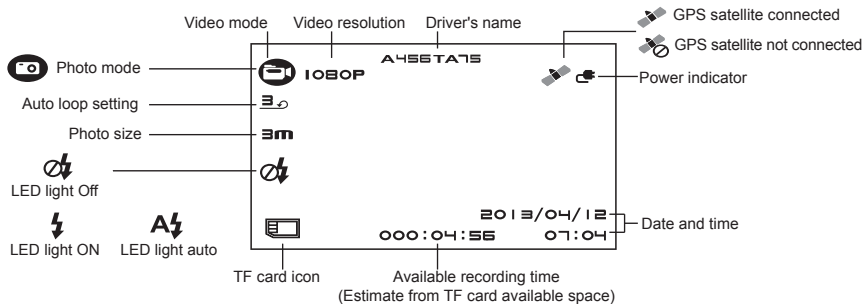 Video mode
Video resolution
Driver's name
GPS satellite connected
GPS satellite not connected
Photo mode
1080P
A456TA75
Power indicator
Auto loop setting
3
Photo size
3m
LED light Off
LED light ON
A
LED light auto
2013/04/12
Date and time
000:04:56
07:04
TF card icon
Available recording time
(Estimate from TF card available space)